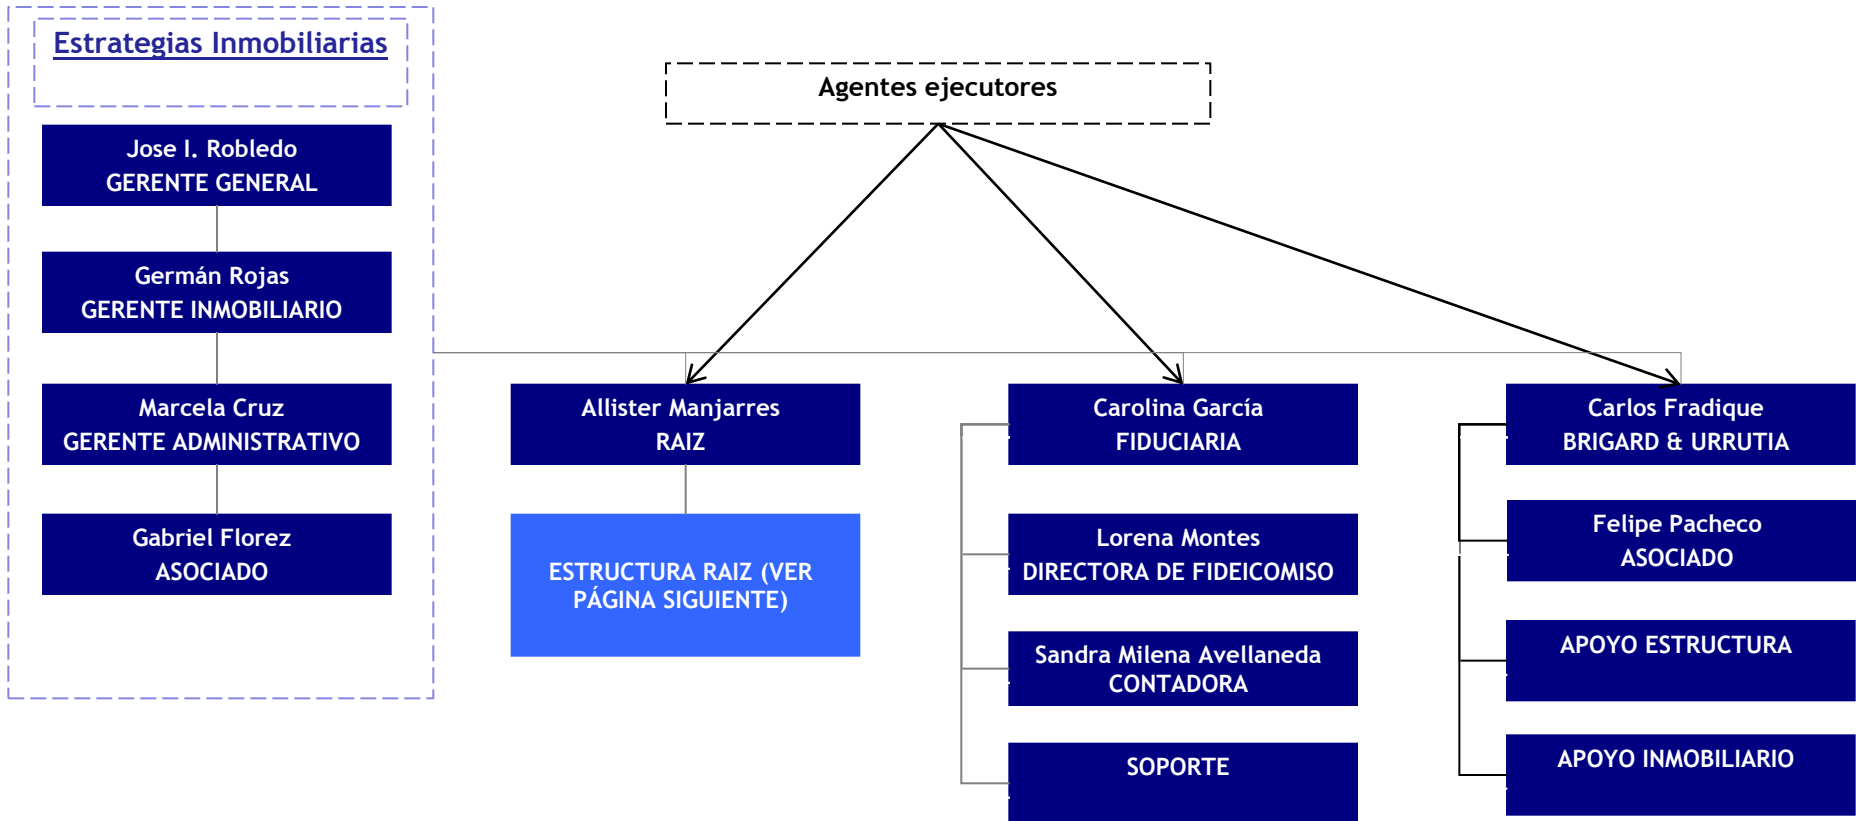 Estrategias Inmobiliarias
Jose I. Robledo
GERENTE GENERAL
Germán Rojas
GERENTE INMOBILIARIO
Marcela Cruz
GERENTE ADMINISTRATIVO
Gabriel Florez
ASOCIADO
Agentes ejecutores
Allister Manjarres
RAIZ
ESTRUCTURA RAIZ (VER
PÁGINA SIGUIENTE)
Carolina García
FIDUCIARIA
Lorena Montes
DIRECTORA DE FIDEICOMISO
Sandra Milena Avellaneda
CONTADORA
SOPORTE
Carlos Fradique
BRIGARD & URRUTIA
Felipe Pacheco
ASOCIADO
APOYO ESTRUCTURA
APOYO INMOBILIARIO